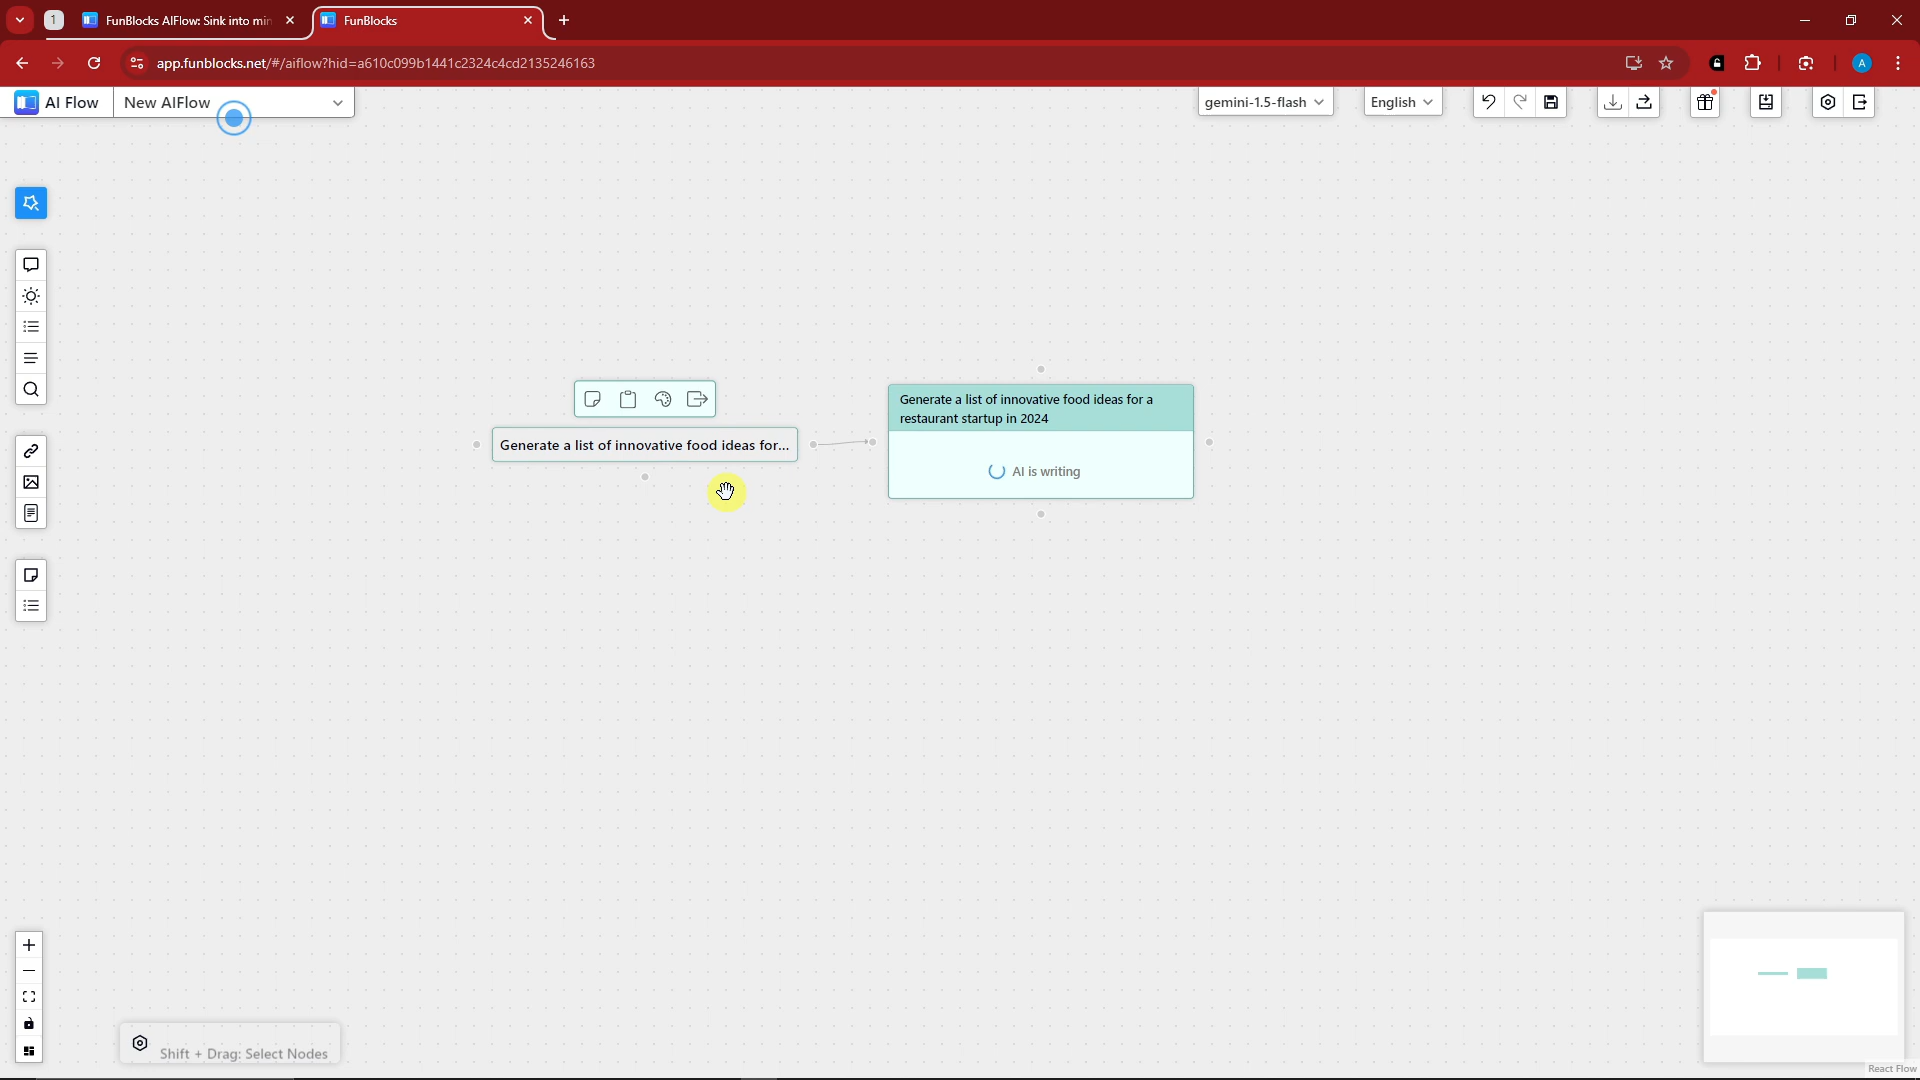 1
FunBlocks AIFlow: Sink into min
FunBlocks
app.funblocks.net/#/aiflow?hid=a610c099b1441c2324c4cd2135246163
A
AI Flow
New AIFlow
gemini-1.5-flash
English
Generate a list of innovative food ideas for...
Generate a list of innovative food ideas for a
restaurant startup in 2024
AI is writing
Shift + Drag: Select Nodes
React Flow